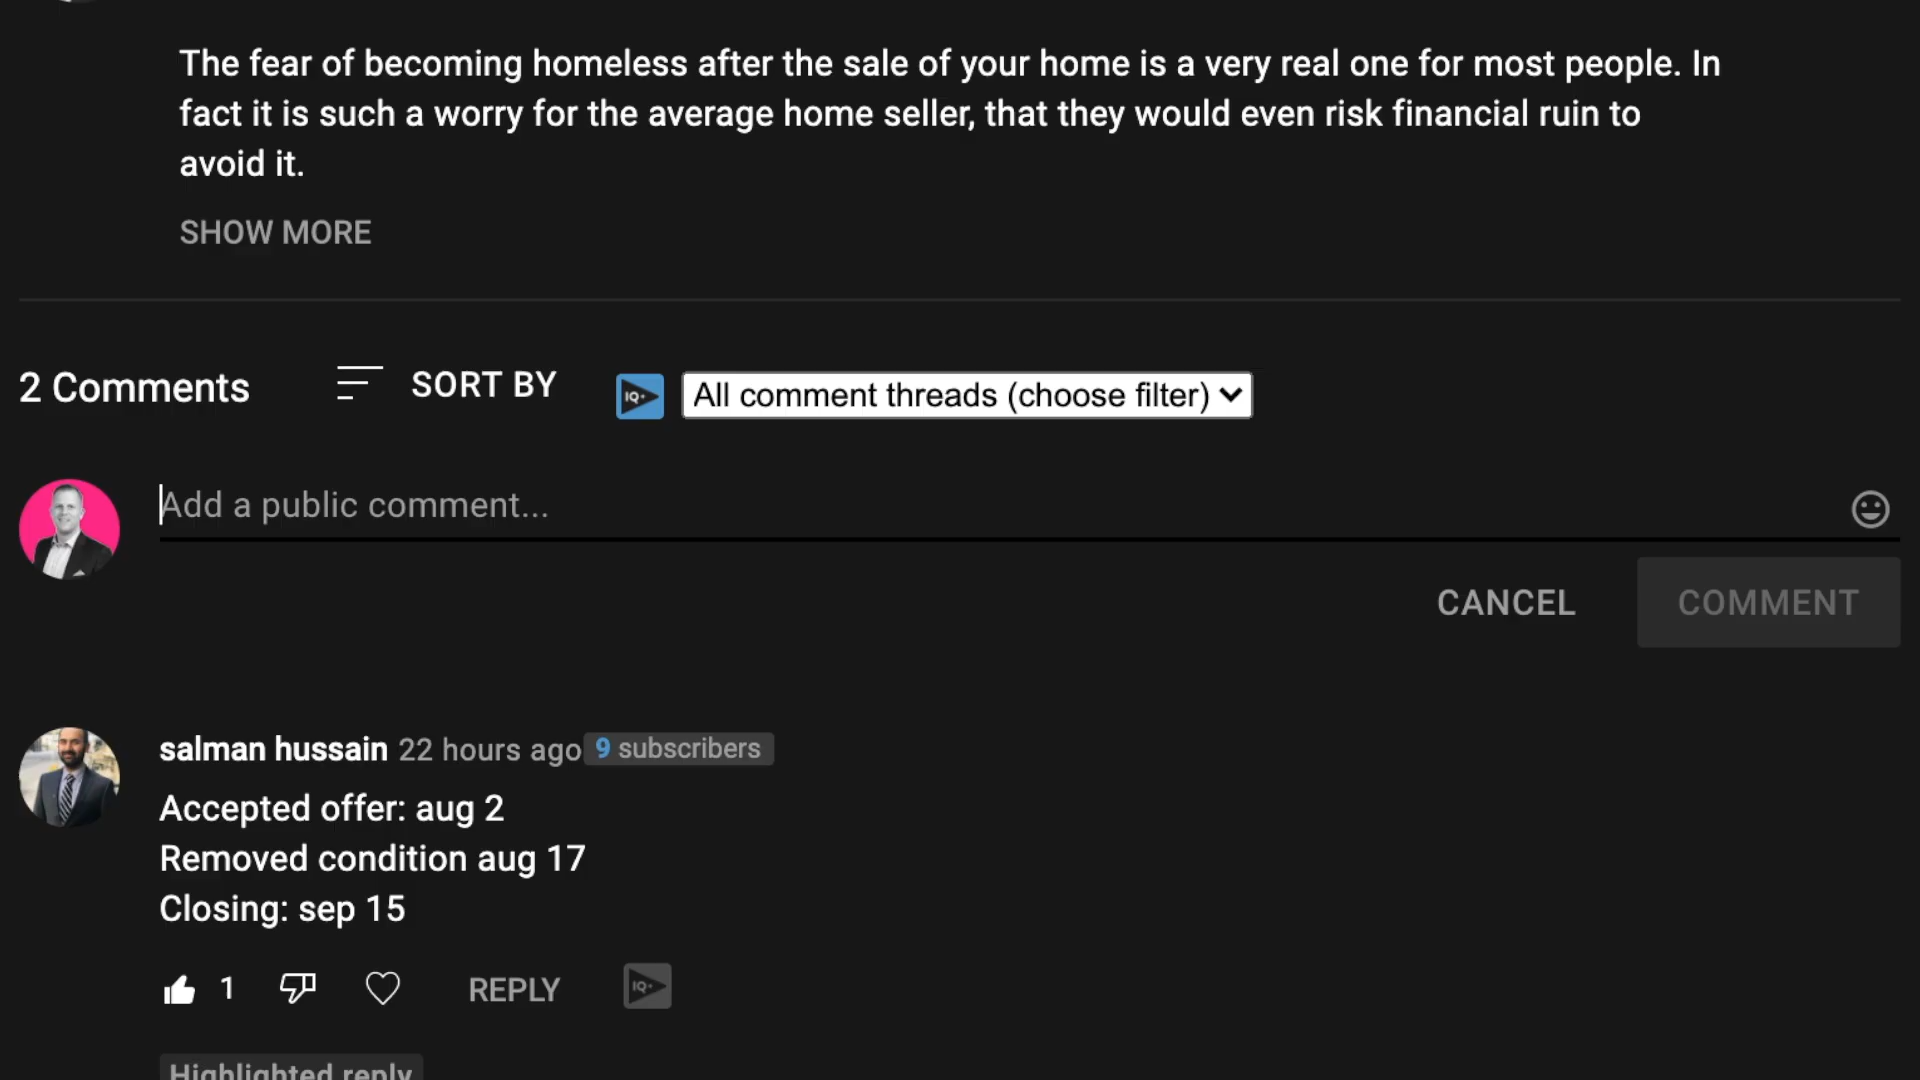 The fear of becoming homeless after the sale of your home is a very real one for most people. In
fact it is such a worry for the average home seller, that they would even risk financial ruin to
avoid it.
SHOW MORE
2 Comments
SORT BY
IQ+
All comment threads (choose filter)
Add a public comment...
CANCEL
COMMENT
salman hussain 22 hours ago 9 subscribers
Accepted offer: aug 2
Removed condition aug 17
Closing: sep 15
1
REPLY
IQ+
Highlighted reply